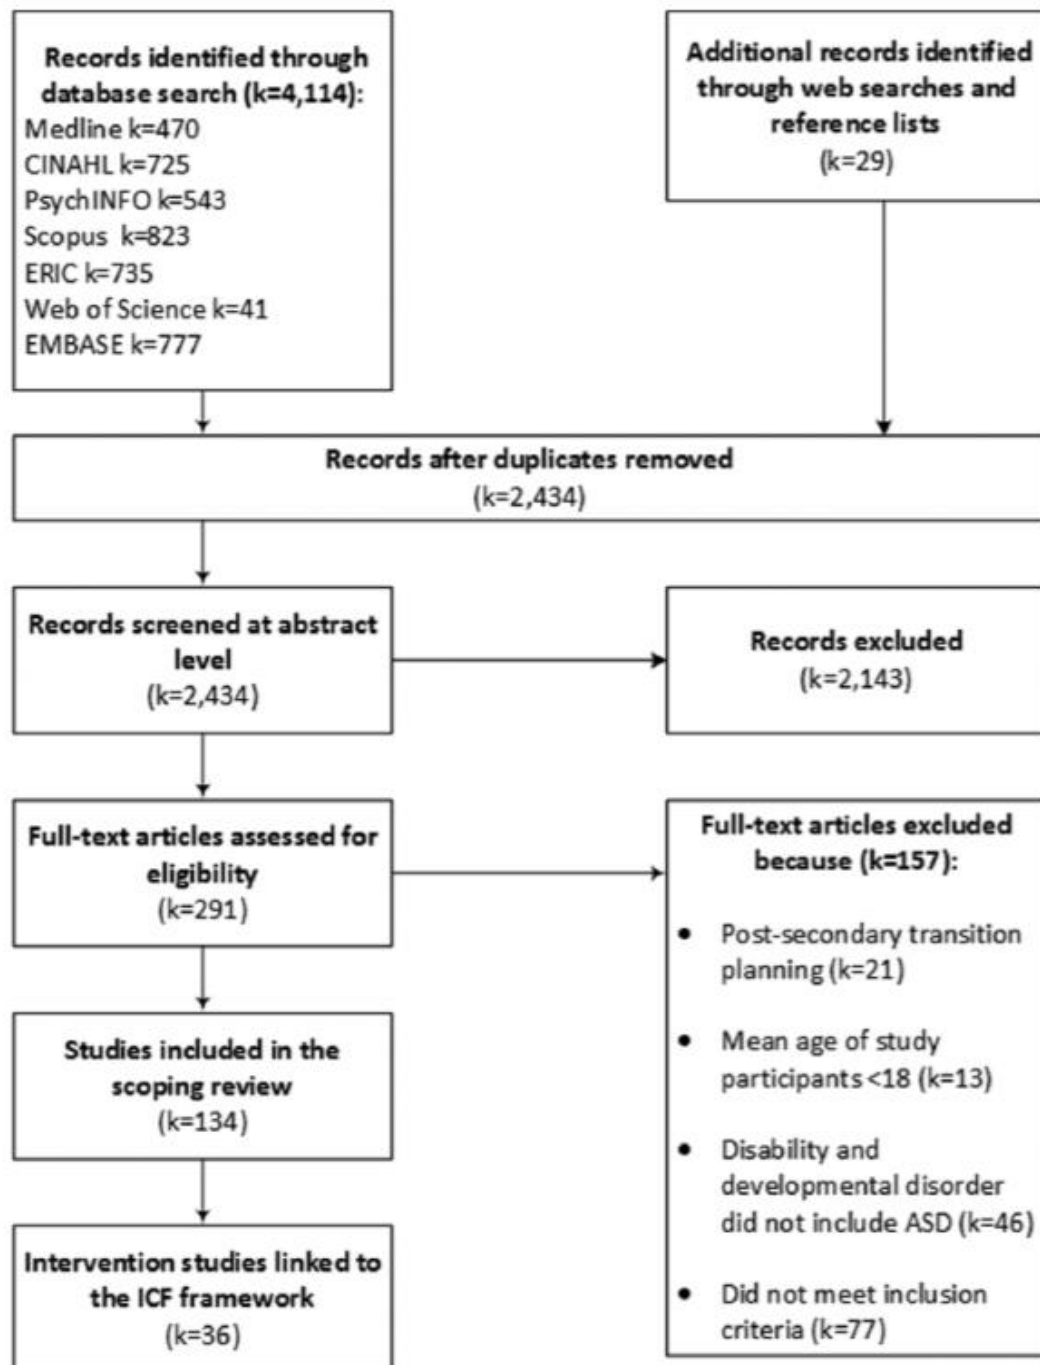 Records identified through
database search (k=4,114):
Medline k=470
CINAHL k=725
PsychINFO k=543
Scopus k=823
ERIC k=735
Web of Science k=41
EMBASE k=777
Additional records identified
through web searches and
reference lists
(k=29)
Records after duplicates removed
(k=2,434)
Records screened at abstract
level
(k=2,434)
Records excluded
(k=2,143)
Full-text articles assessed for
eligibility
(k=291)
Full-text articles excluded
because (k=157):
• Post-secondary transition
planning (k=21)
• Mean age of study
participants <18 (k=13)
• Disability and
developmental disorder
did not include ASD (k=46)
• Did not meet inclusion
criteria (k=77)
Studies included in the
scoping review
(k=134)
Intervention studies linked to
the ICF framework
(k=36)